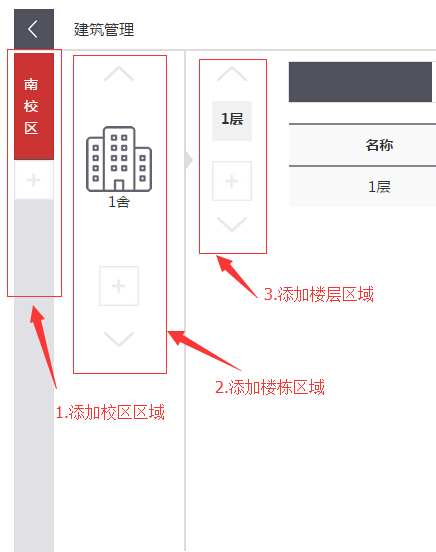 建筑管理
南
校
区
1舍
1层
名称
1层
3.添加楼层区域
2.添加楼栋区域
1.添加校区区域